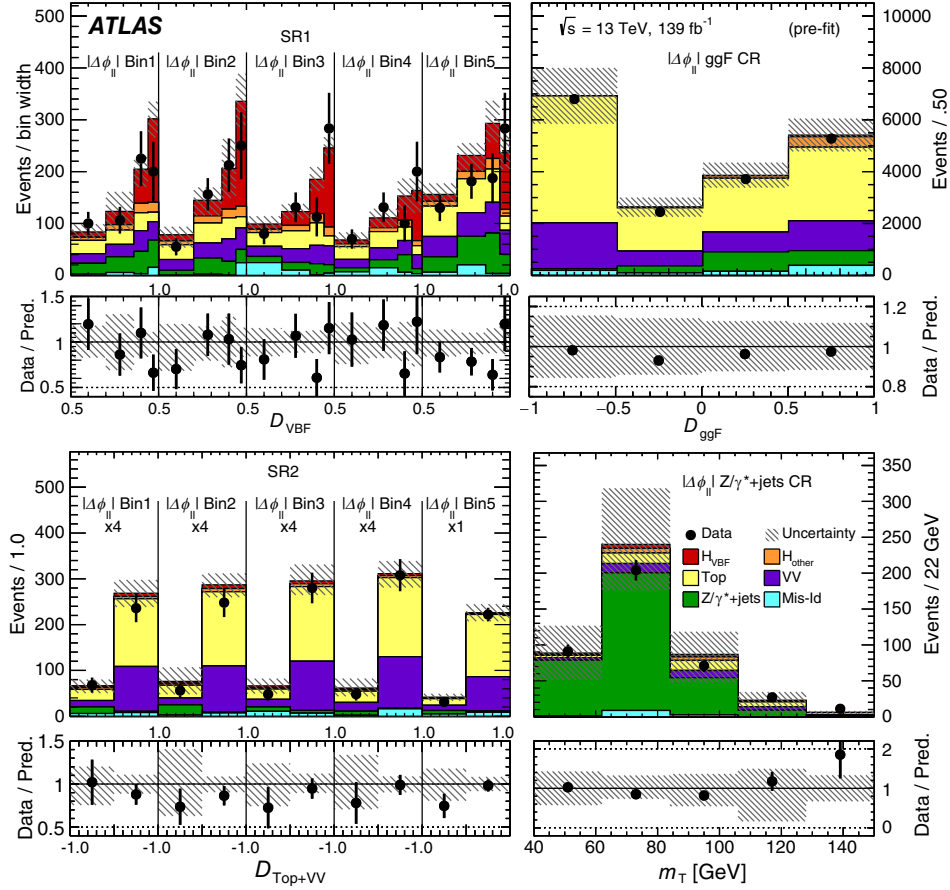 ATLAS
SR1
|Δϕ_ll| Bin1 |Δϕ_ll| Bin2 |Δϕ_ll| Bin3 |Δϕ_ll| Bin4 |Δϕ_ll| Bin5
Events / bin width
500
400
300
200
100
0
1.0 1.0 1.0 1.0 1.0
Data / Pred.
1.5
1
0.5
0.5 0.5 0.5 0.5 0.5
D_VBF
√s = 13 TeV, 139 fb⁻¹ (pre-fit)
|Δϕ_ll| ggF CR
10000
8000
6000
4000
2000
0
Events / .50
1.2
1
0.8
Data / Pred.
−1 −0.5 0 0.5 1
D_ggF
SR2
|Δϕ_ll| Bin1 |Δϕ_ll| Bin2 |Δϕ_ll| Bin3 |Δϕ_ll| Bin4 |Δϕ_ll| Bin5
x4 x4 x4 x4 x1
Events / 1.0
500
400
300
200
100
0
1.0 1.0 1.0 1.0 1.0
Data / Pred.
1.5
1
0.5
-1.0 -1.0 -1.0 -1.0 -1.0
D_Top+VV
|Δϕ_ll| Z/γ*+jets CR
Data Uncertainty
H_VBF H_other
Top VV
Z/γ*+jets Mis-Id
350
300
250
200
150
100
50
0
Events / 22 GeV
2
1
0
Data / Pred.
40 60 80 100 120 140
m_T [GeV]